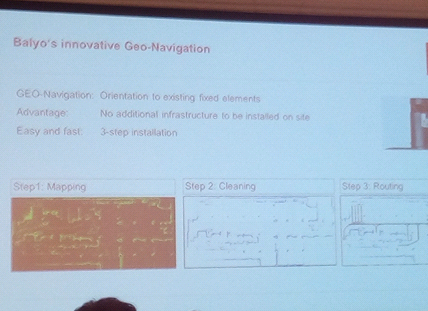 Balyo's innovative Geo-Navigation
GEO-Navigation: Orientation to existing fixed elements
Advantage: No additional infrastructure to be installed on site
Easy and fast: 3-step installation
Step1: Mapping
Step 2: Cleaning
Step 3: Routing